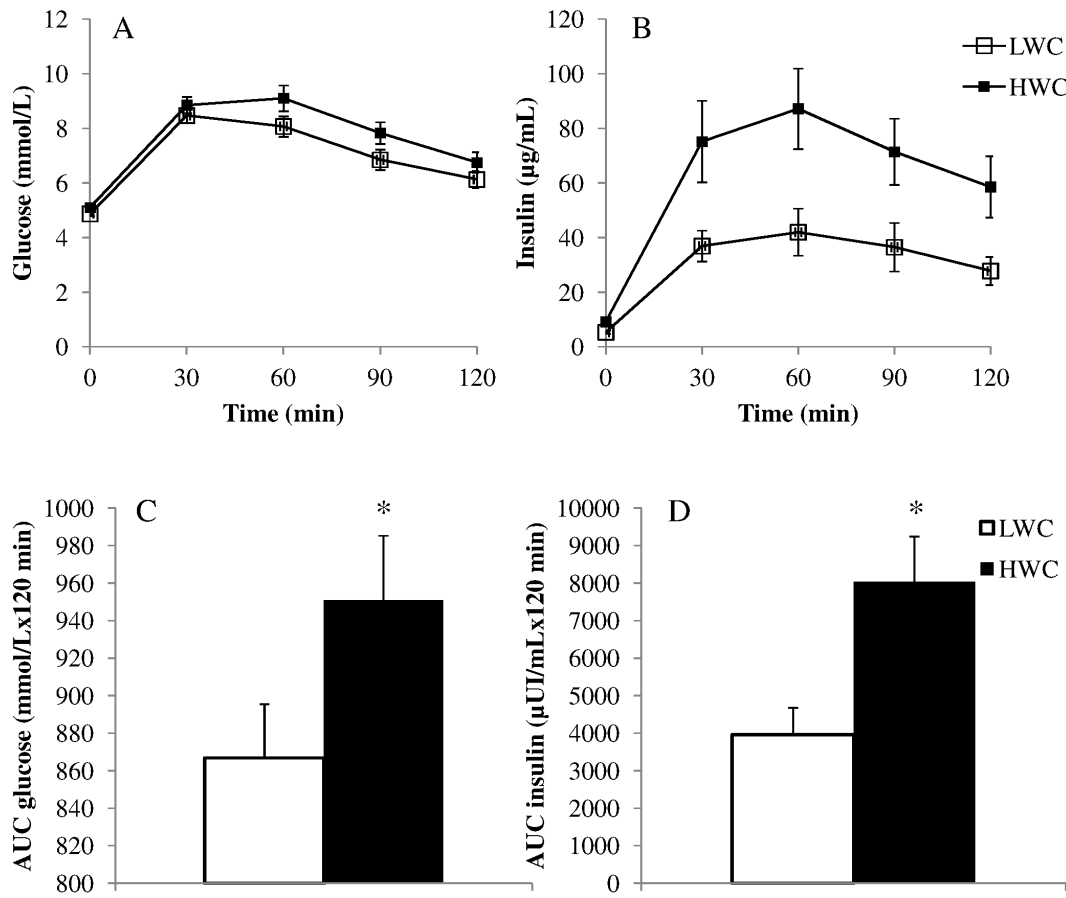 A
Glucose (mmol/L)
14
12
10
8
6
4
2
0
0 30 60 90 120
Time (min)
B
Insulin (µg/mL)
120
100
80
60
40
20
0
0 30 60 90 120
Time (min)
LWC
HWC
C
*
AUC glucose (mmol/Lx120 min)
1000
980
960
940
920
900
880
860
840
820
800
D
*
AUC insulin (µUI/mLx120 min)
10000
9000
8000
7000
6000
5000
4000
3000
2000
1000
0
LWC
HWC